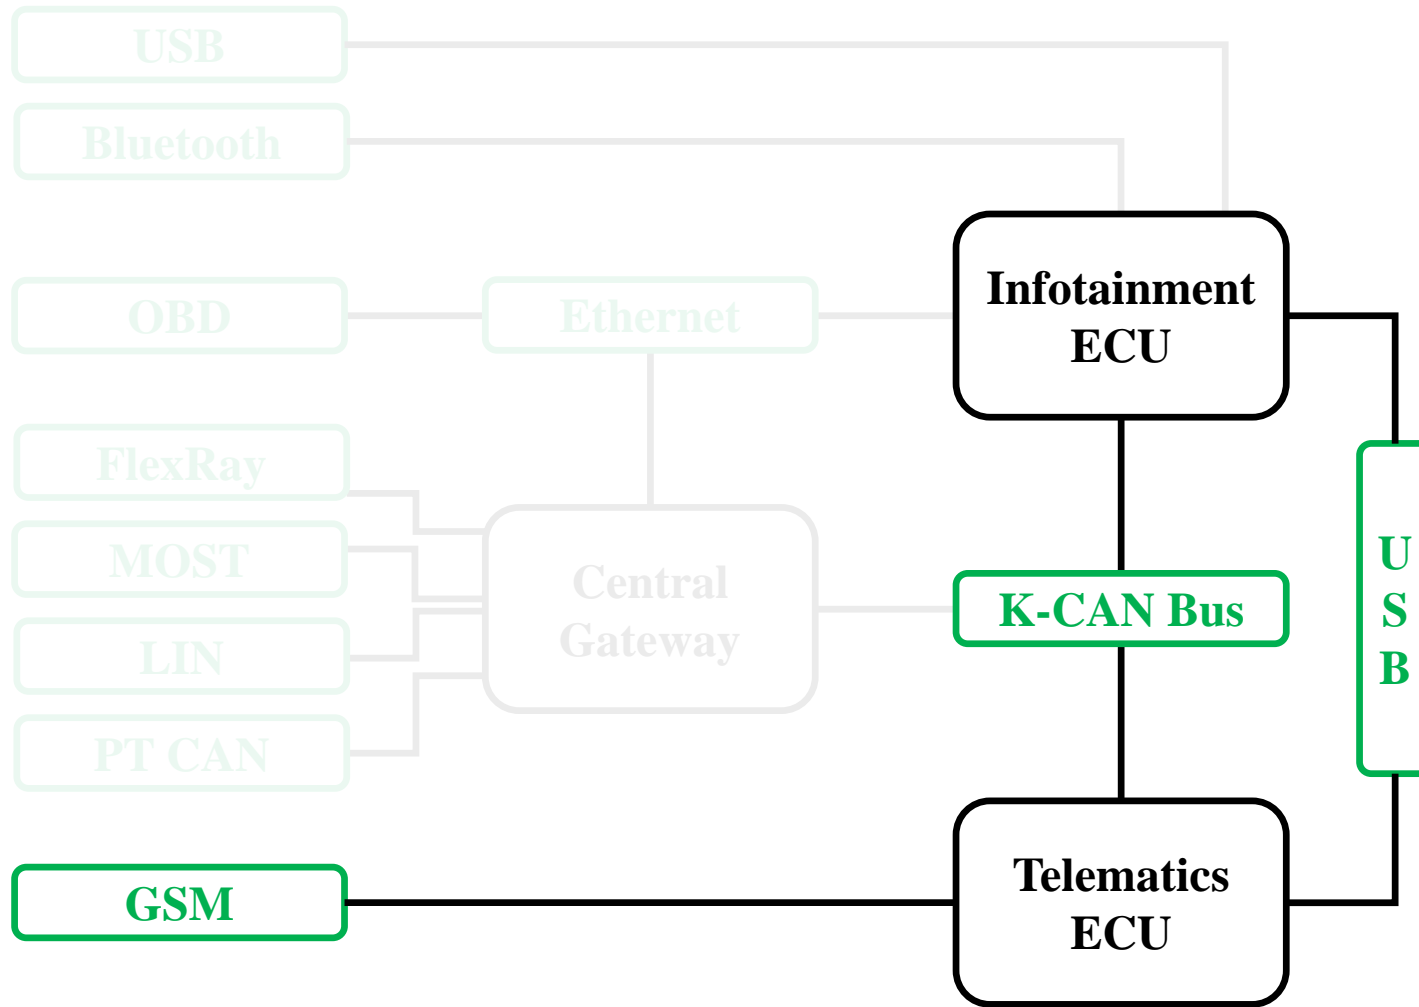 USB
Bluetooth
Infotainment
ECU
OBD
Ethernet
FlexRay
MOST
LIN
PT CAN
Central
Gateway
K-CAN Bus
U
S
B
GSM
Telematics
ECU